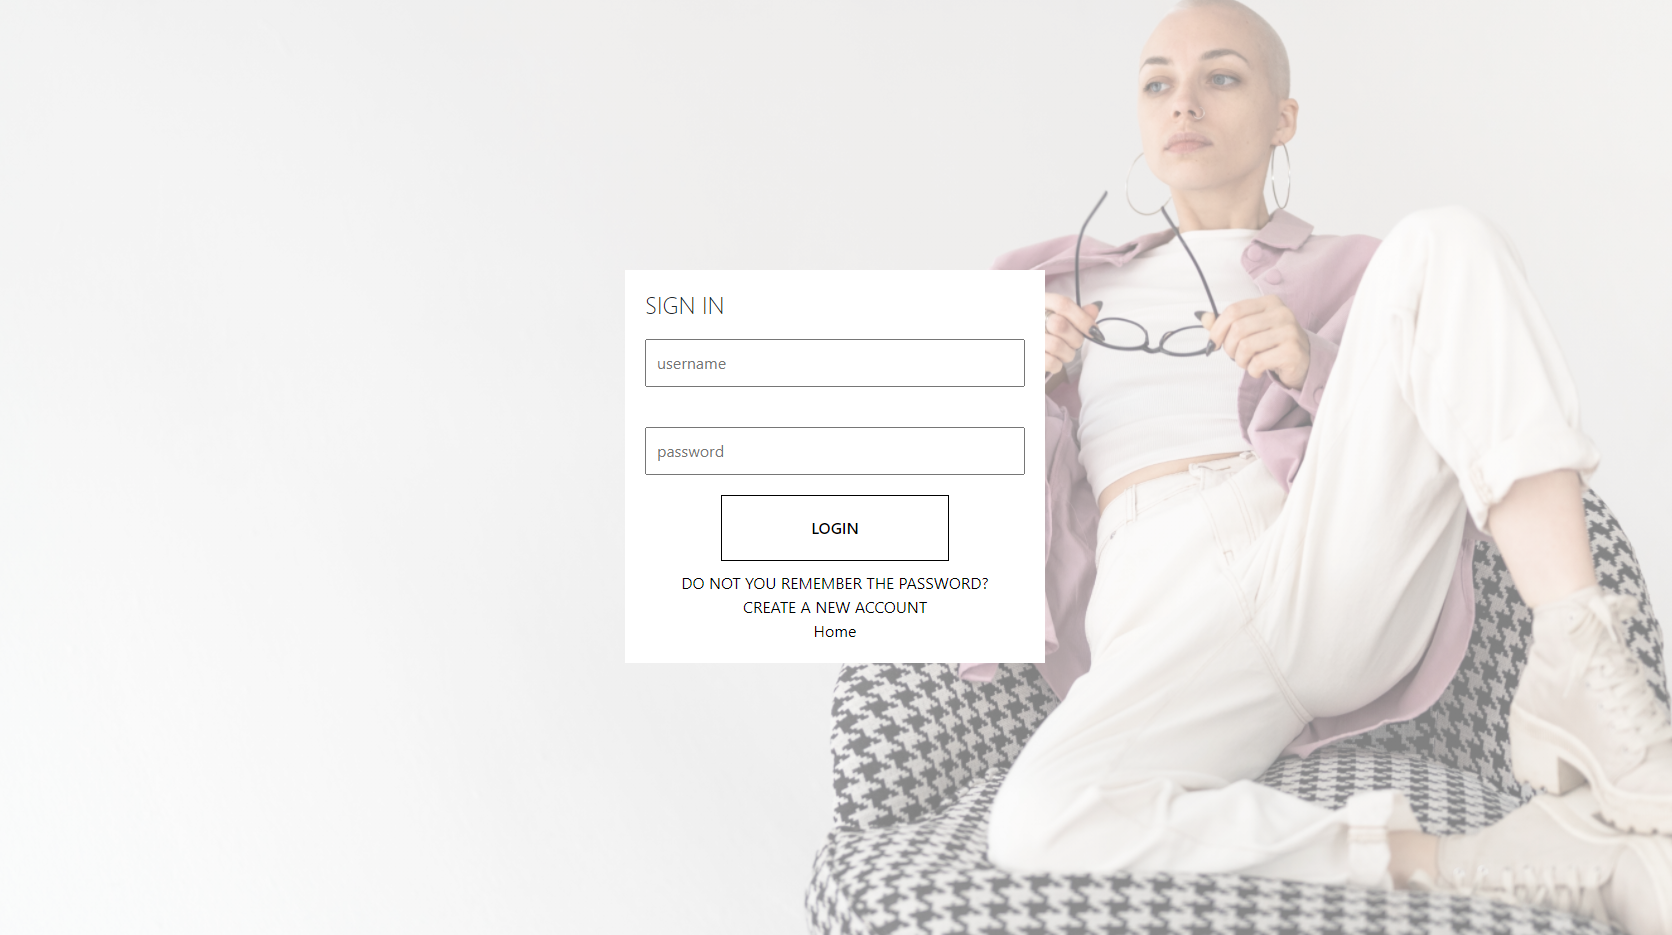 SIGN IN
username
password
LOGIN
DO NOT YOU REMEMBER THE PASSWORD?
CREATE A NEW ACCOUNT
Home